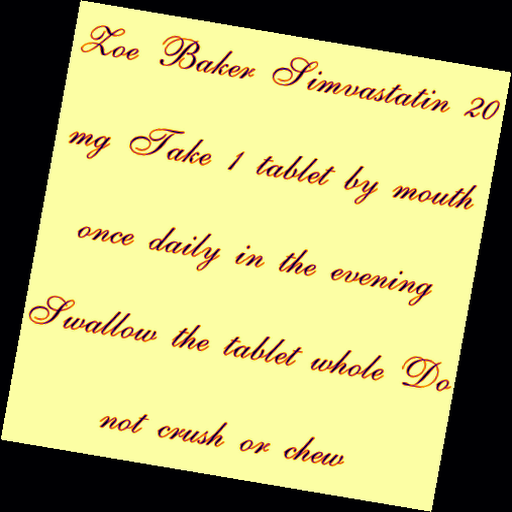 Zoe Baker Simvastatin 20
mg Take 1 tablet by mouth
once daily in the evening
Swallow the tablet whole Do
not crush or chew